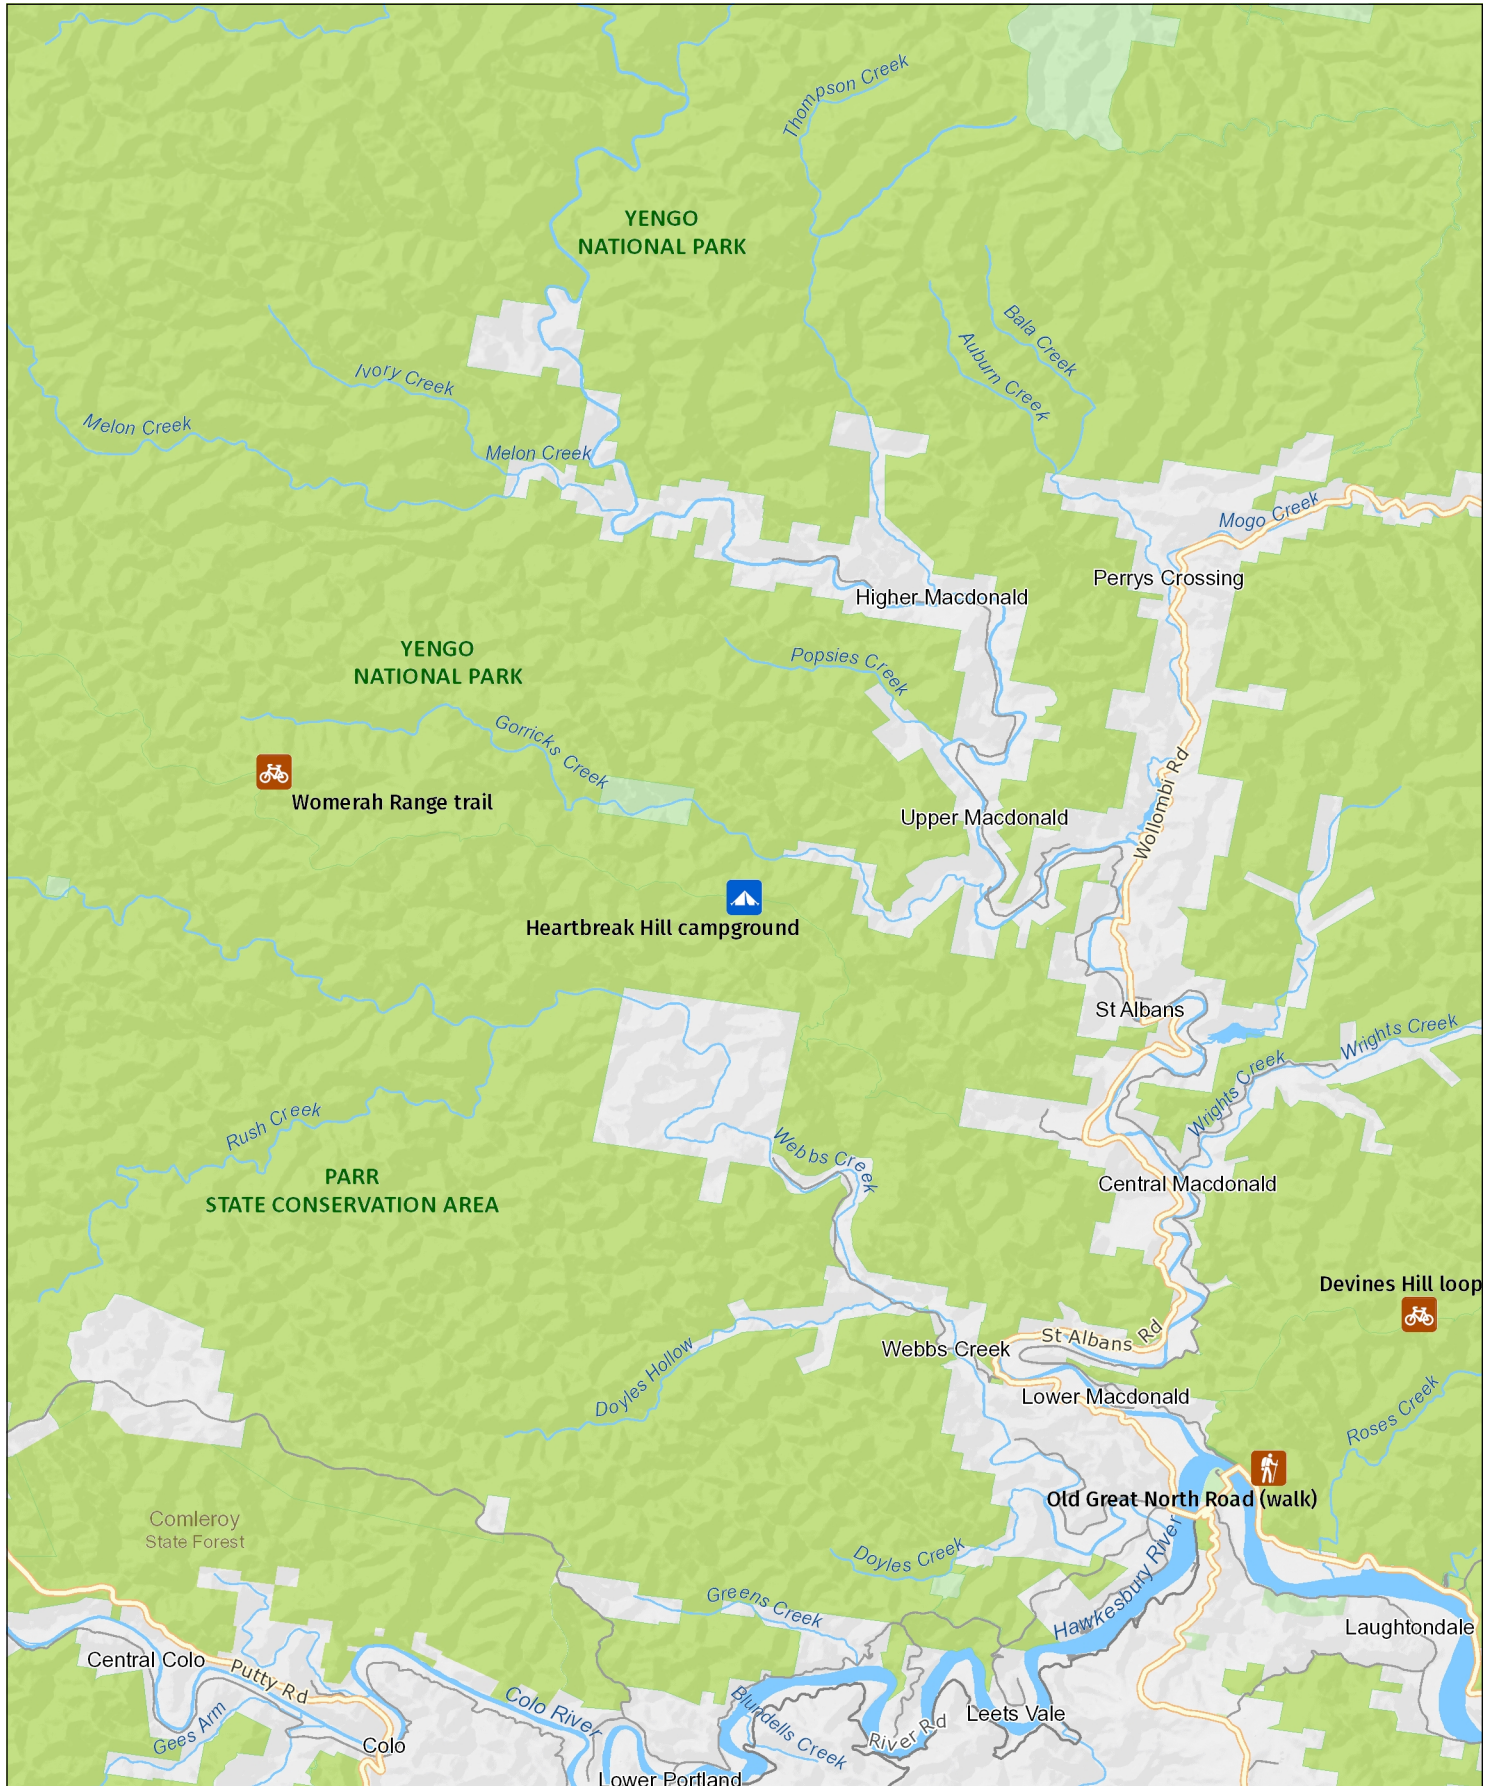 Thompson Creek
YENGO
NATIONAL PARK
Bala Creek
Auburn Creek
Ivory Creek
Melon Creek
Melon Creek
Mogo Creek
Perrys Crossing
Higher Macdonald
YENGO
NATIONAL PARK
Popsies Creek
Gorricks Creek
Womerah Range trail
Wollombi Rd
Upper Macdonald
Heartbreak Hill campground
St Albans
Wrights Creek
Wrights Creek
Rush Creek
Webbs Creek
PARR
STATE CONSERVATION AREA
Central Macdonald
Devines Hill loop
St Albans Rd
Webbs Creek
Doyles Hollow
Lower Macdonald
Roses Creek
Old Great North Road (walk)
Comleroy
State Forest
Doyles Creek
Hawkesbury River
Greens Creek
Laughtondale
Central Colo
Putty Rd
Colo River
Blundells Creek
Leets Vale
Gees Arm
River Rd
Colo
Lower Portland